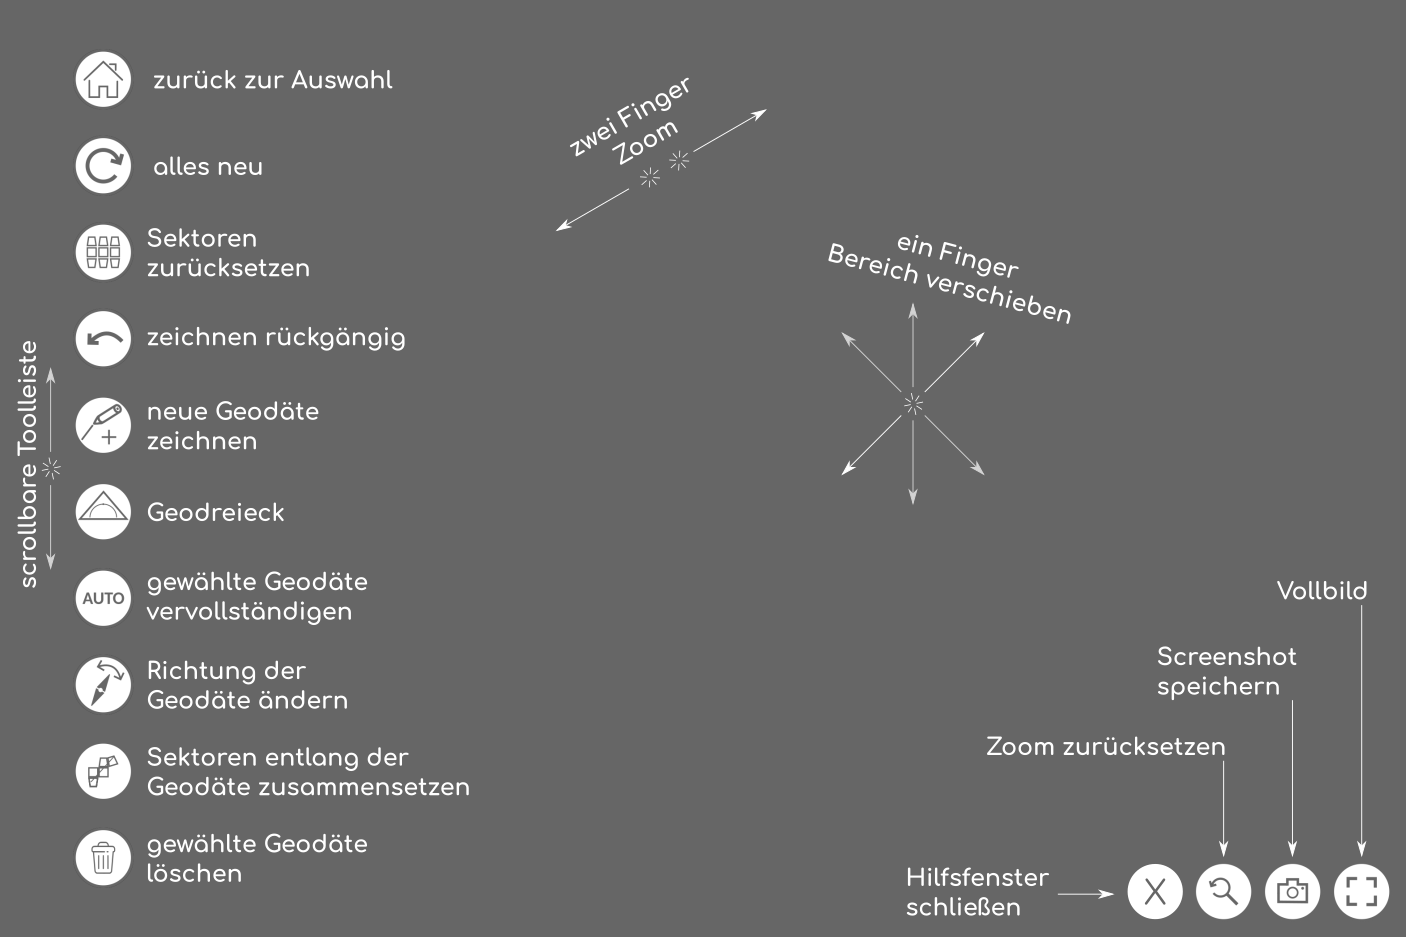 zurück zur Auswahl
alles neu
Sektoren
zurücksetzen
zeichnen rückgängig
neue Geodäte
zeichnen
Geodreieck
AUTO
gewählte Geodäte
vervollständigen
Richtung der
Geodäte ändern
Sektoren entlang der
Geodäte zusammensetzen
gewählte Geodäte
löschen
scrollbare Toolleiste
zwei Finger
Zoom
ein Finger
Bereich verschieben
Vollbild
Screenshot
speichern
Zoom zurücksetzen
Hilfsfenster
schließen
X